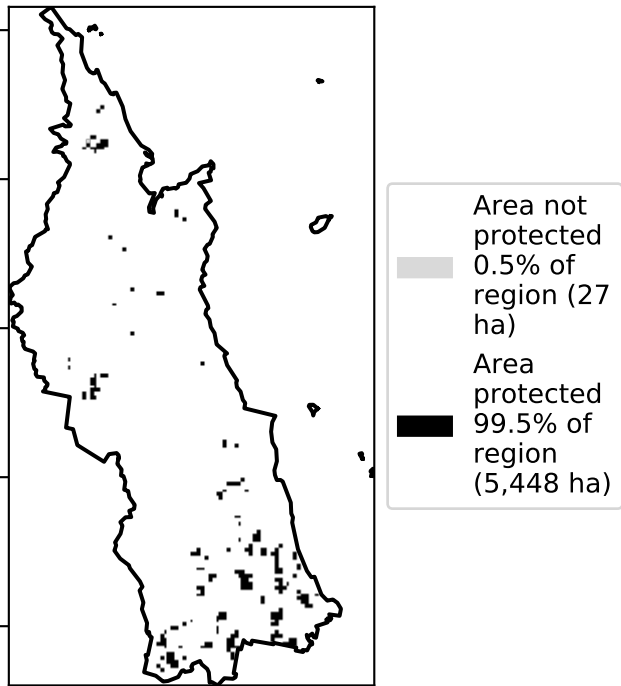 Area not
protected
0.5% of
region (27
ha)
Area
protected
99.5% of
region
(5,448 ha)